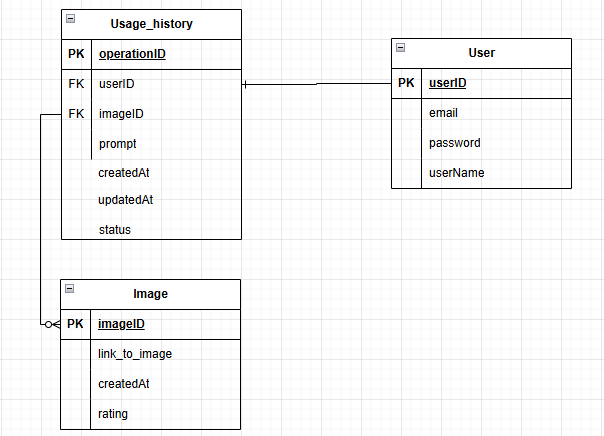 Usage_history
PK operationID
FK userID
FK imageID
prompt
createdAt
updatedAt
status
User
PK userID
email
password
userName
Image
PK imageID
link_to_image
createdAt
rating